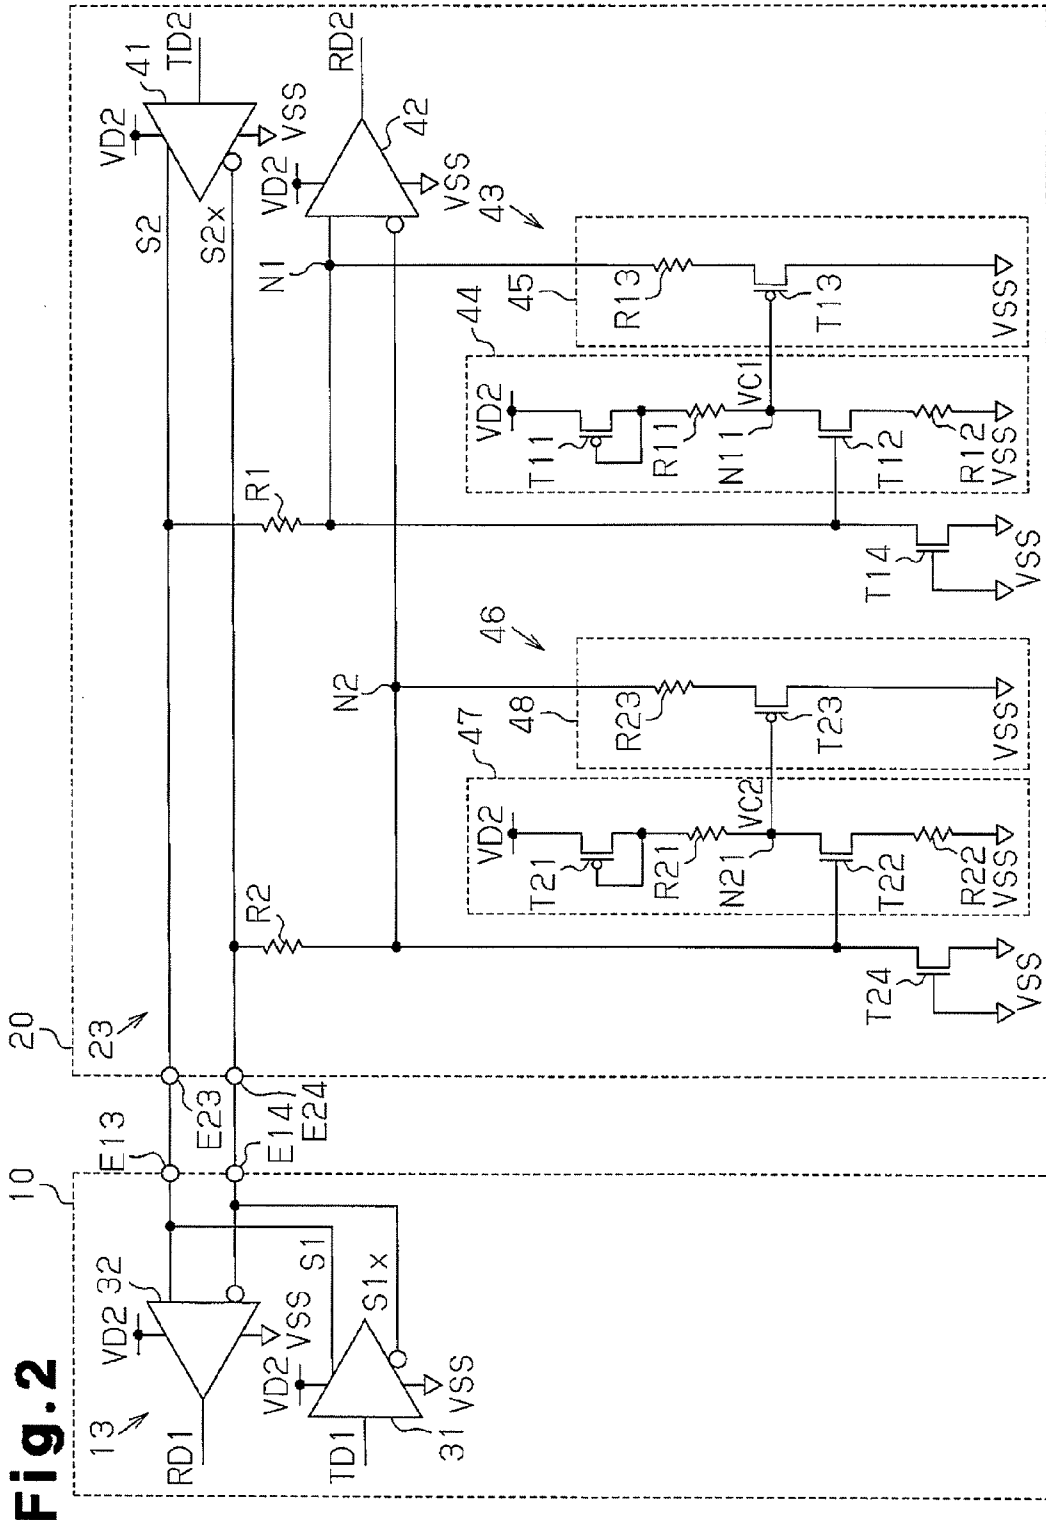 Fig.2
10
20
13
23
RD1
VD2
32
VSS
TD1
VD2
S1
S1x
31
VSS
E13
E14
E23
E24
S2
S2x
VD2
41
TD2
VSS
R1
R2
N1
N2
VD2
RD2
42
VSS
43
44
45
VD2
T11
R11
N11
VC1
T12
R12
VSS
R13
T13
VSS
T14
VSS
46
47
48
VD2
T21
R21
N21
VC2
T22
R22
VSS
R23
T23
VSS
T24
VSS